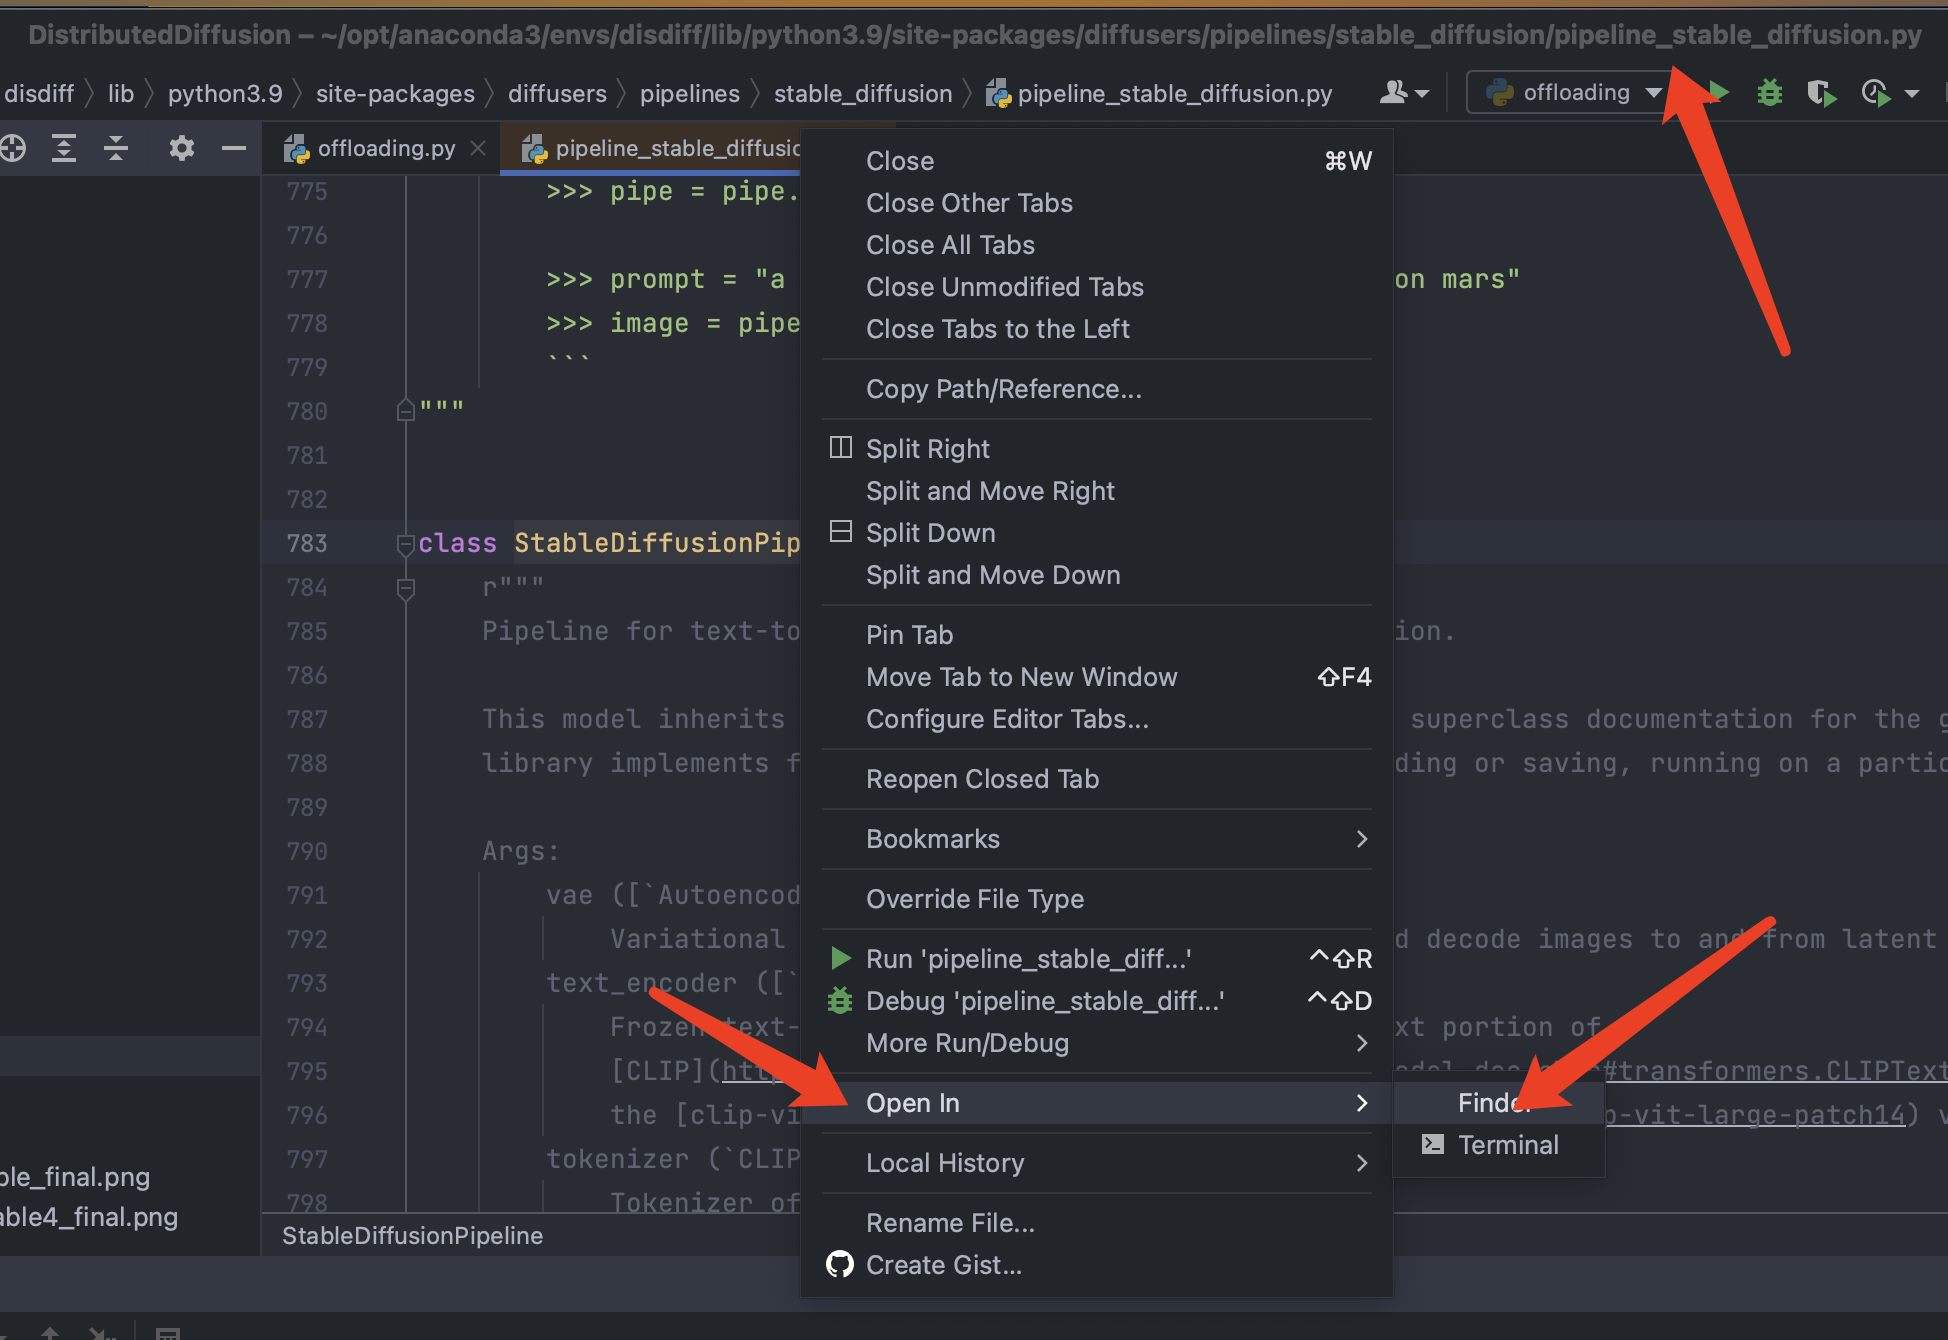 DistributedDiffusion – ~/opt/anaconda3/envs/disdiff/lib/python3.9/site-packages/diffusers/pipelines/stable_diffusion/pipeline_stable_diffusion.py
disdiff lib python3.9 site-packages diffusers pipelines stable_diffusion pipeline_stable_diffusion.py offloading
offloading.py pipeline_stable_diffusic
775 >>> pipe = pipe.
776
777 >>> prompt = "a on mars"
778 >>> image = pipe
779 ```
780 """
781
782
783 class StableDiffusionPip
784 r"""
785 Pipeline for text-to ion.
786
787 This model inherits superclass documentation for the g
788 library implements f ding or saving, running on a partic
789
790 Args:
791 vae ([`Autoencod
792 Variational d decode images to and from latent
793 text_encoder ([`
794 Frozen text- xt portion of
795 [CLIP](htt #transformers.CLIPText
796 the [clip-vi p-vit-large-patch14) v
797 tokenizer (`CLIP
798 Tokenizer of
ble_final.png
able4_final.png
StableDiffusionPipeline
Close ⌘W
Close Other Tabs
Close All Tabs
Close Unmodified Tabs
Close Tabs to the Left
Copy Path/Reference...
Split Right
Split and Move Right
Split Down
Split and Move Down
Pin Tab
Move Tab to New Window ⇧F4
Configure Editor Tabs...
Reopen Closed Tab
Bookmarks
Override File Type
Run 'pipeline_stable_diff...' ^⇧R
Debug 'pipeline_stable_diff...' ^⇧D
More Run/Debug
Open In
Local History
Rename File...
Create Gist...
Finder
Terminal